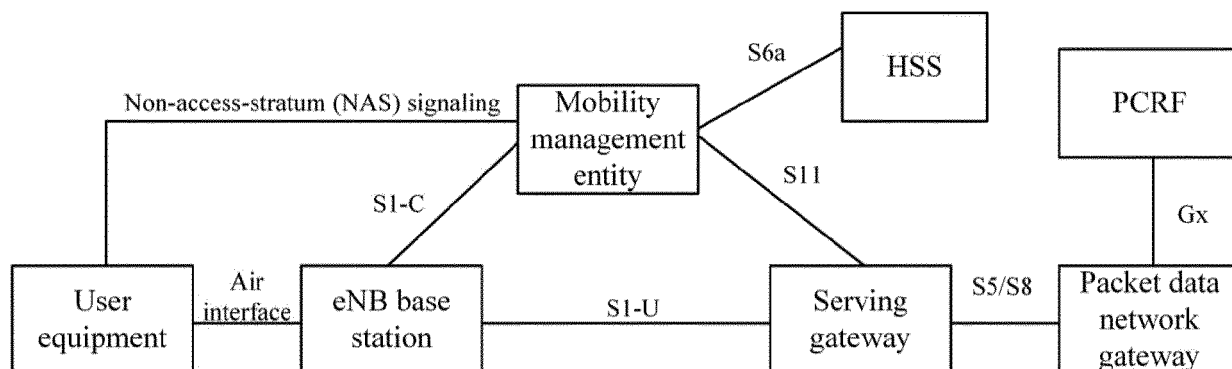 S6a
HSS
PCRF
Non-access-stratum (NAS) signaling
Mobility
management
entity
S1-C
S11
Gx
User
equipment
Air
interface
eNB base
station
S1-U
Serving
gateway
S5/S8
Packet data
network
gateway